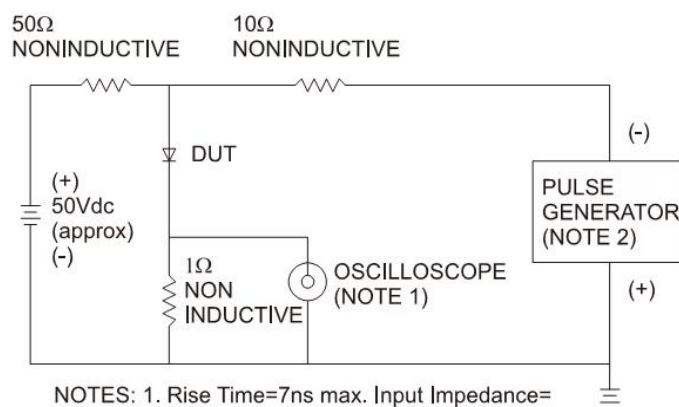 50Ω
NONINDUCTIVE
10Ω
NONINDUCTIVE
DUT
(+)
50Vdc
(approx)
(-)
1Ω
NON
INDUCTIVE
OSCILLOSCOPE
(NOTE 1)
(-)
PULSE
GENERATOR
(NOTE 2)
(+)
NOTES: 1. Rise Time=7ns max. Input Impedance=